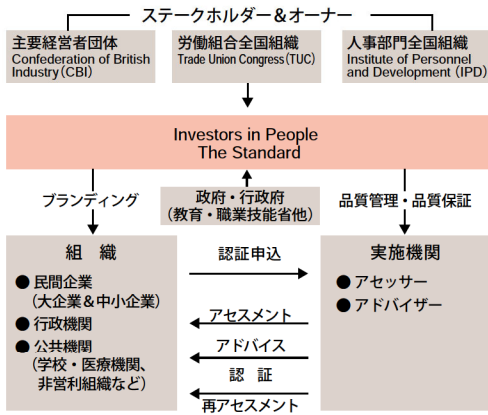 ステークホルダー＆オーナー
主要経営者団体
Confederation of British
Industry（CBI）
労働組合全国組織
Trade Union Congress（TUC）
人事部門全国組織
Institute of Personnel
and Development（IPD）
Investors in People
The Standard
ブランディング
政府・行政府
（教育・職業技能省他）
品質管理・品質保証
組　織
● 民間企業
（大企業＆中小企業）
● 行政機関
● 公共機関
（学校・医療機関、
非営利組織など）
認証申込
アセスメント
アドバイス
認　証
再アセスメント
実施機関
● アセッサー
● アドバイザー